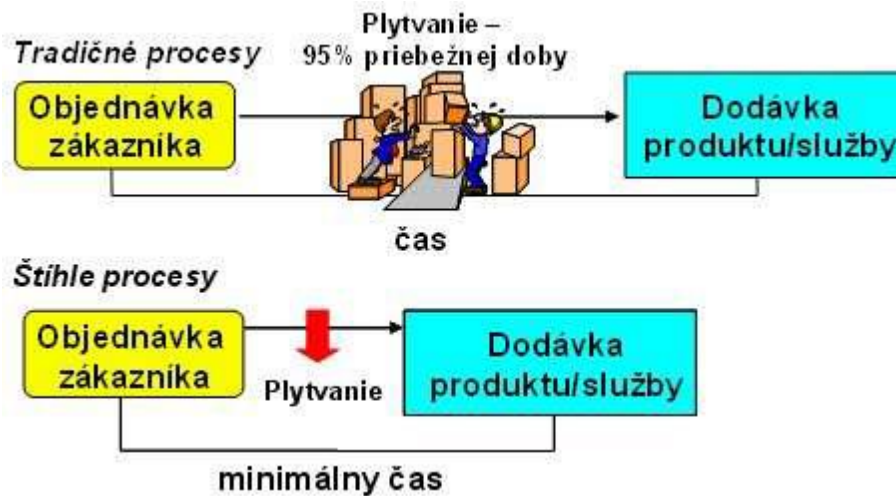 Plytvanie –
Tradičné procesy
95% priebežnej doby
Objednávka
zákazníka
Dodávka
produktu/služby
čas
Štíhle procesy
Objednávka
zákazníka
Plytvanie
Dodávka
produktu/služby
minimálny čas